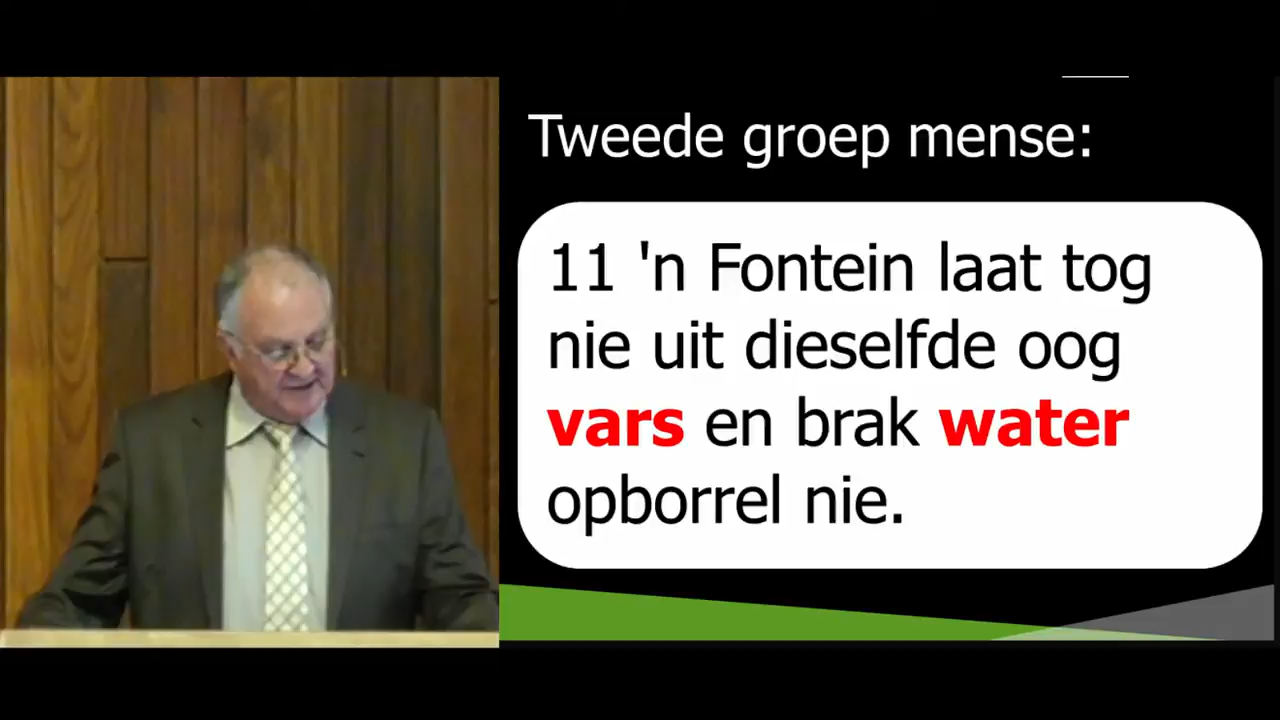 Tweede groep mense:
11 'n Fontein laat tog
nie uit dieselfde oog
vars en brak water
opborrel nie.